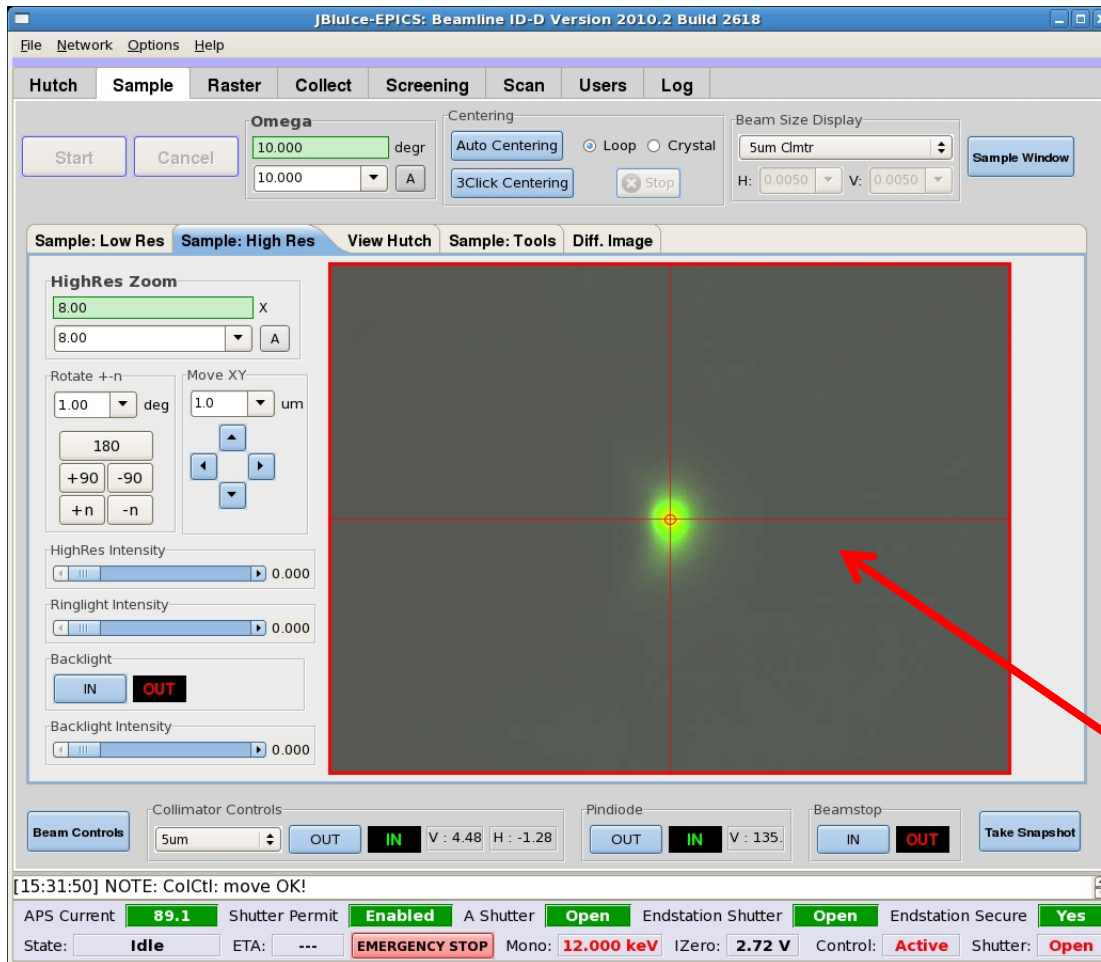 JBluIce-EPICS: Beamline ID-D Version 2010.2 Build 2618
File Network Options Help
Hutch Sample Raster Collect Screening Scan Users Log
Start Cancel
Omega
10.000 degr
10.000 A
Centering
Auto Centering Loop Crystal
3Click Centering Stop
Beam Size Display
5um Clmtr
H: 0.0050 V: 0.0050
Sample Window
Sample: Low Res Sample: High Res View Hutch Sample: Tools Diff. Image
HighRes Zoom
8.00 X
8.00 A
Rotate +-n
1.00 deg
180
+90 -90
+n -n
Move XY
1.0 um
HighRes Intensity
0.000
Ringlight Intensity
0.000
Backlight
IN OUT
Backlight Intensity
0.000
Beam Controls
Collimator Controls
5um OUT IN V : 4.48 H : -1.28
Pindiode
OUT IN V : 135.
Beamstop
IN OUT
Take Snapshot
[15:31:50] NOTE: ColCtl: move OK!
APS Current 89.1 Shutter Permit Enabled A Shutter Open Endstation Shutter Open Endstation Secure Yes
State: Idle ETA: --- EMERGENCY STOP Mono: 12.000 keV IZero: 2.72 V Control: Active Shutter: Open